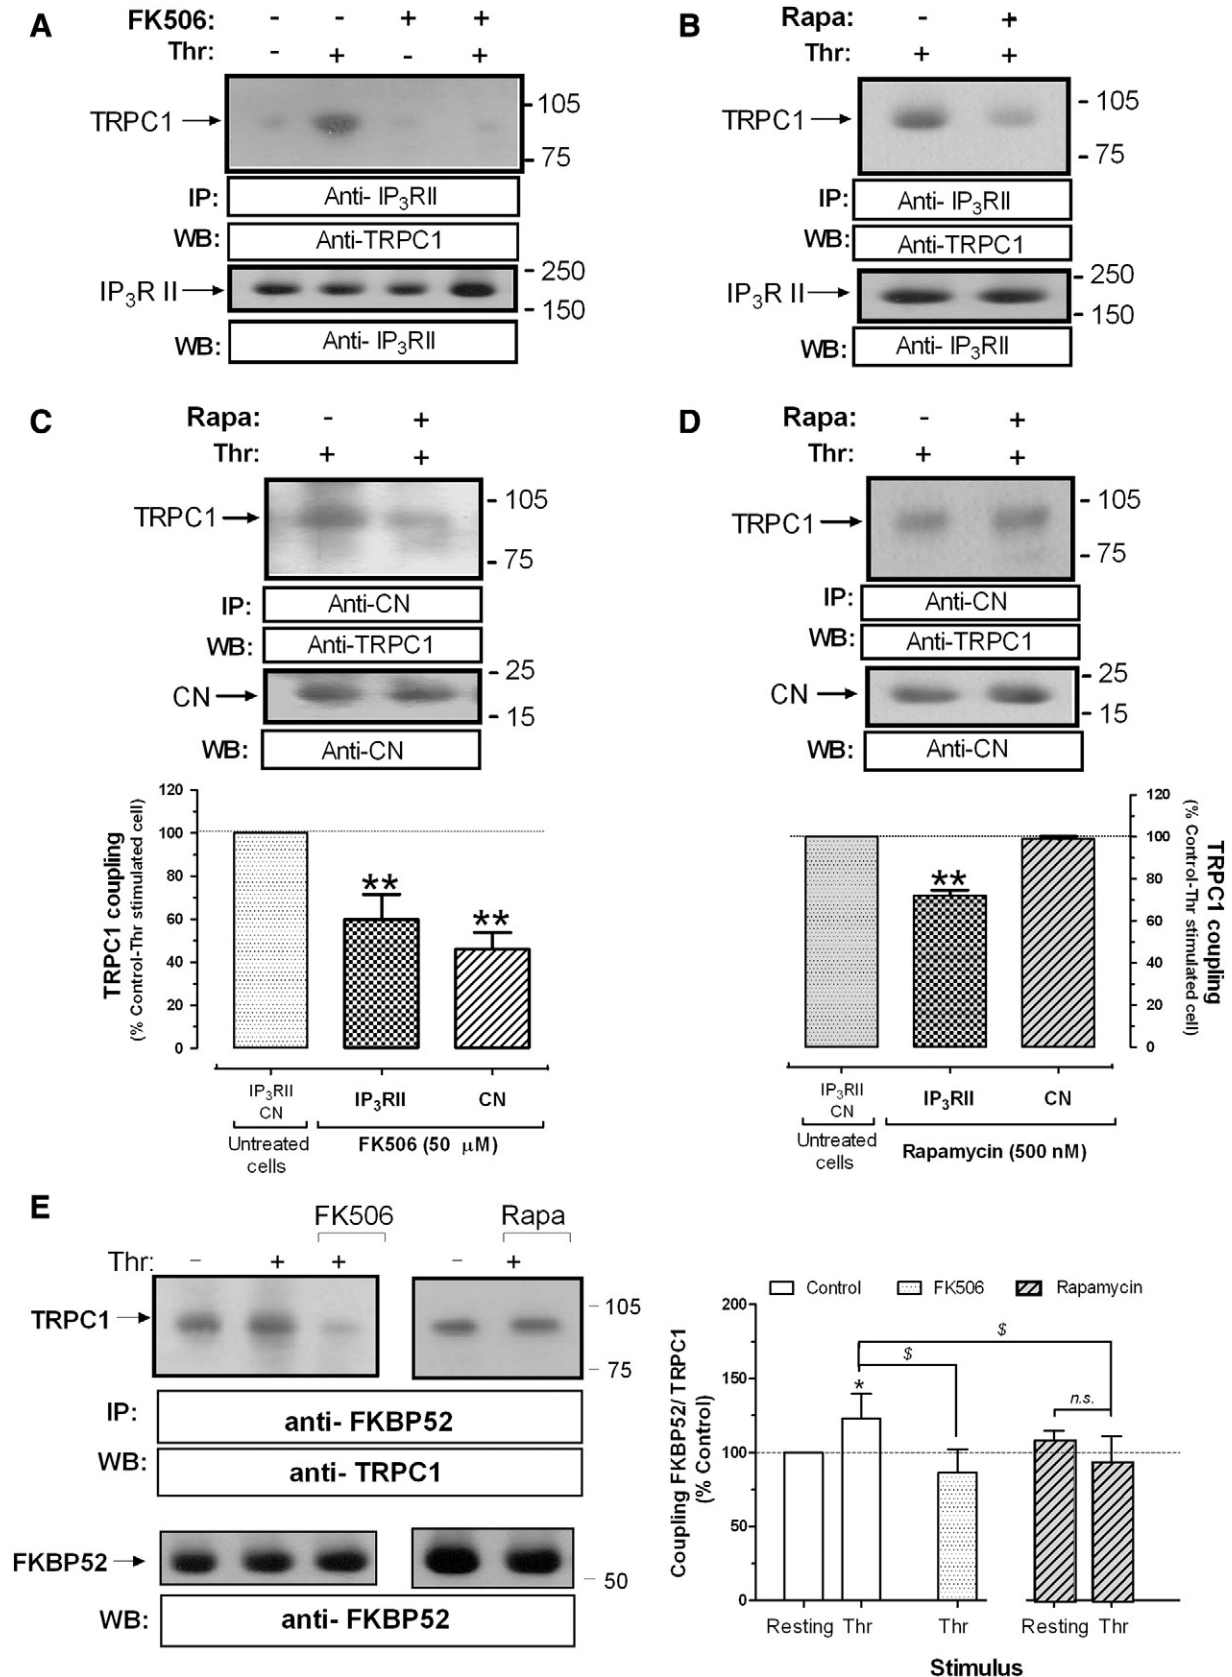 A
FK506: - - + +
Thr: - + - +
TRPC1
105
75
IP: Anti- IP3RII
WB: Anti-TRPC1
IP3R II
250
150
WB: Anti- IP3RII
B
Rapa: - +
Thr: + +
TRPC1
105
75
IP: Anti- IP3RII
WB: Anti-TRPC1
IP3R II
250
150
WB: Anti- IP3RII
C
Rapa: - +
Thr: + +
TRPC1
105
75
IP: Anti-CN
WB: Anti-TRPC1
CN
25
15
WB: Anti-CN
TRPC1 coupling
(% Control-Thr stimulated cell)
120
100
80
60
40
20
0
**
**
IP3RII
CN
IP3RII
CN
Untreated
cells
FK506 (50 μM)
D
Rapa: - +
Thr: + +
TRPC1
105
75
IP: Anti-CN
WB: Anti-TRPC1
CN
25
15
WB: Anti-CN
120
100
80
60
40
20
0
TRPC1 coupling
(% Control-Thr stimulated cell)
**
IP3RII
CN
IP3RII
CN
Untreated
cells
Rapamycin (500 nM)
E
FK506
Rapa
Thr: - + + - +
TRPC1
105
75
IP: anti- FKBP52
WB: anti- TRPC1
FKBP52
50
WB: anti- FKBP52
Control FK506 Rapamycin
Coupling FKBP52/ TRPC1
(% Control)
200
150
100
50
0
$
$
*
n.s.
Resting Thr Thr Resting Thr
Stimulus